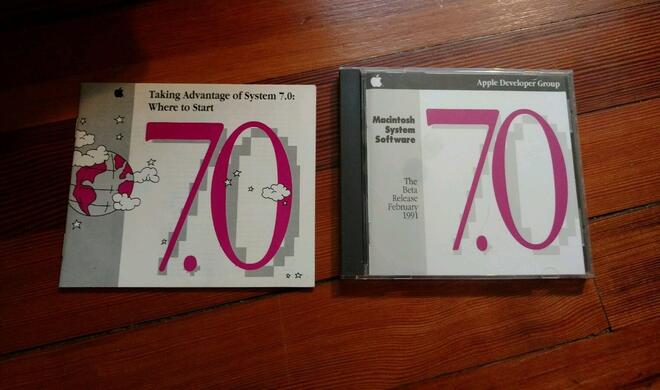 Taking Advantage of System 7.0:
Where to Start
7.0
Apple Developer Group
Macintosh
System
Software
7.0
The
Beta
Release
February
1991